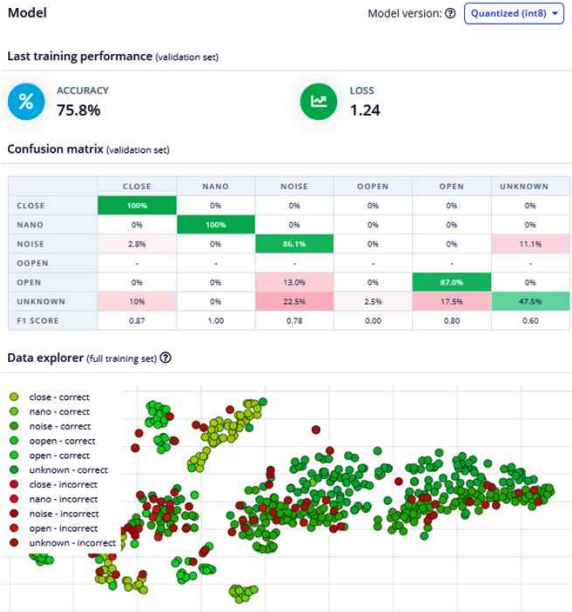 Model
Model version: Quantized (int8)
Last training performance (validation set)
% ACCURACY
75.8%
LOSS
1.24
Confusion matrix (validation set)
CLOSE NANO NOISE OOPEN OPEN UNKNOWN
CLOSE 100% 0% 0% 0% 0% 0%
NANO 0% 100% 0% 0% 0% 0%
NOISE 2.8% 0% 86.1% 0% 0% 11.1%
OOPEN - - - - - -
OPEN 0% 0% 13.0% 0% 87.0% 0%
UNKNOWN 10% 0% 22.5% 2.5% 17.5% 47.5%
F1 SCORE 0.87 1.00 0.78 0.00 0.80 0.60
Data explorer (full training set)
close - correct
nano - correct
noise - correct
oopen - correct
open - correct
unknown - correct
close - incorrect
nano - incorrect
noise - incorrect
open - incorrect
unknown - incorrect